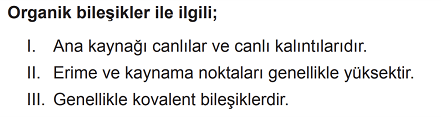 Organik bileşikler ile ilgili;
I. Ana kaynağı canlılar ve canlı kalıntılarıdır.
II. Erime ve kaynama noktaları genellikle yüksektir.
III. Genellikle kovalent bileşiklerdir.